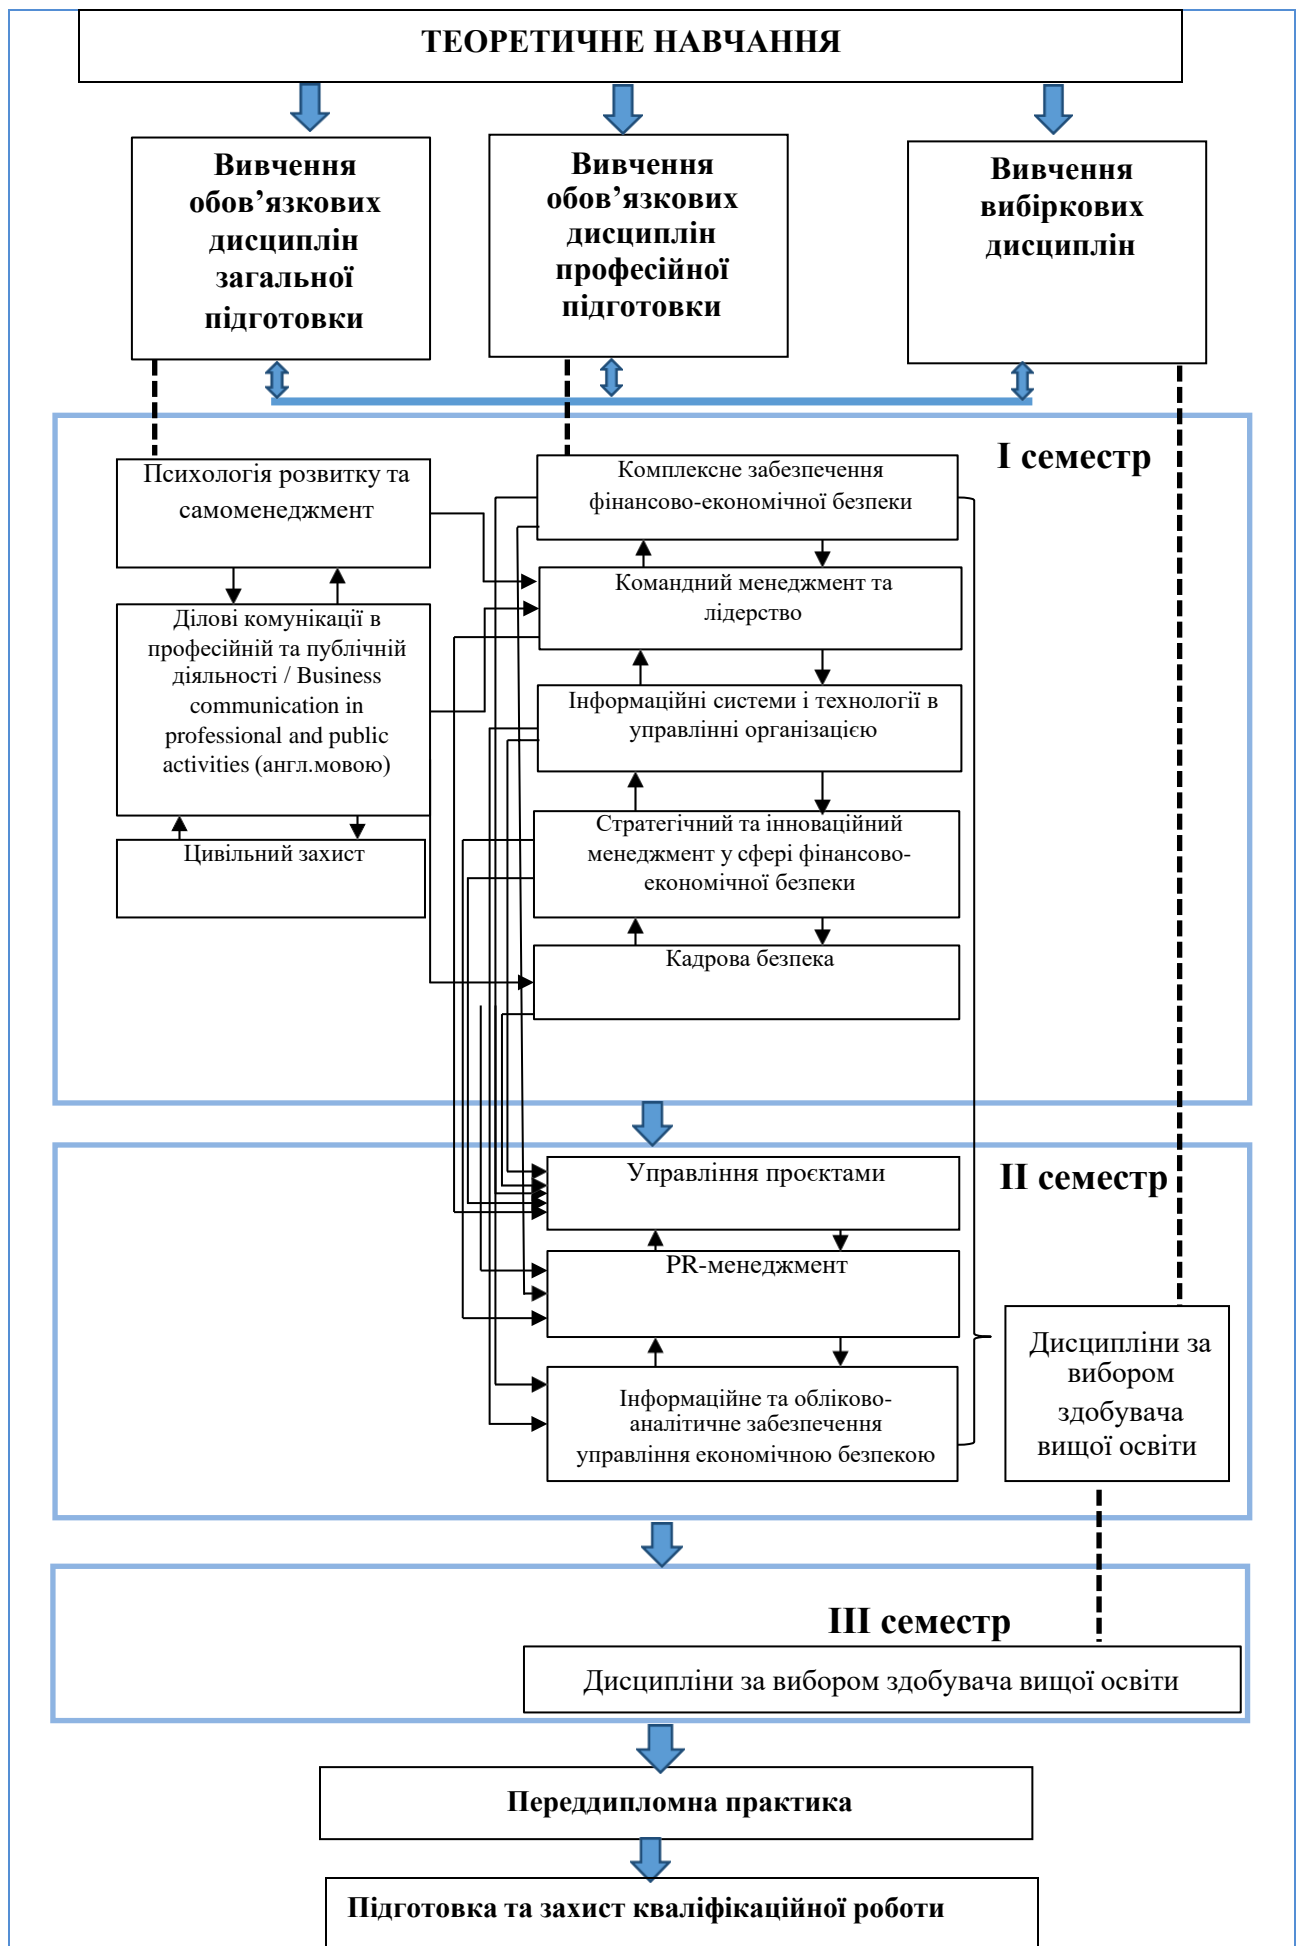 ТЕОРЕТИЧНЕ НАВЧАННЯ
Вивчення
обов’язкових
дисциплін
загальної
підготовки
Вивчення
обов’язкових
дисциплін
професійної
підготовки
Вивчення
вибіркових
дисциплін
I семестр
Психологія розвитку та
самоменеджмент
Ділові комунікації в
професійній та публічній
діяльності / Business
communication in
professional and public
activities (англ.мовою)
Цивільний захист
Комплексне забезпечення
фінансово-економічної безпеки
Командний менеджмент та
лідерство
Інформаційні системи і технології в
управлінні організацією
Стратегічний та інноваційний
менеджмент у сфері фінансово-
економічної безпеки
Кадрова безпека
II семестр
Управління проєктами
PR-менеджмент
Інформаційне та обліково-
аналітичне забезпечення
управління економічною безпекою
Дисципліни за
вибором
здобувача
вищої освіти
III семестр
Дисципліни за вибором здобувача вищої освіти
Переддипломна практика
Підготовка та захист кваліфікаційної роботи